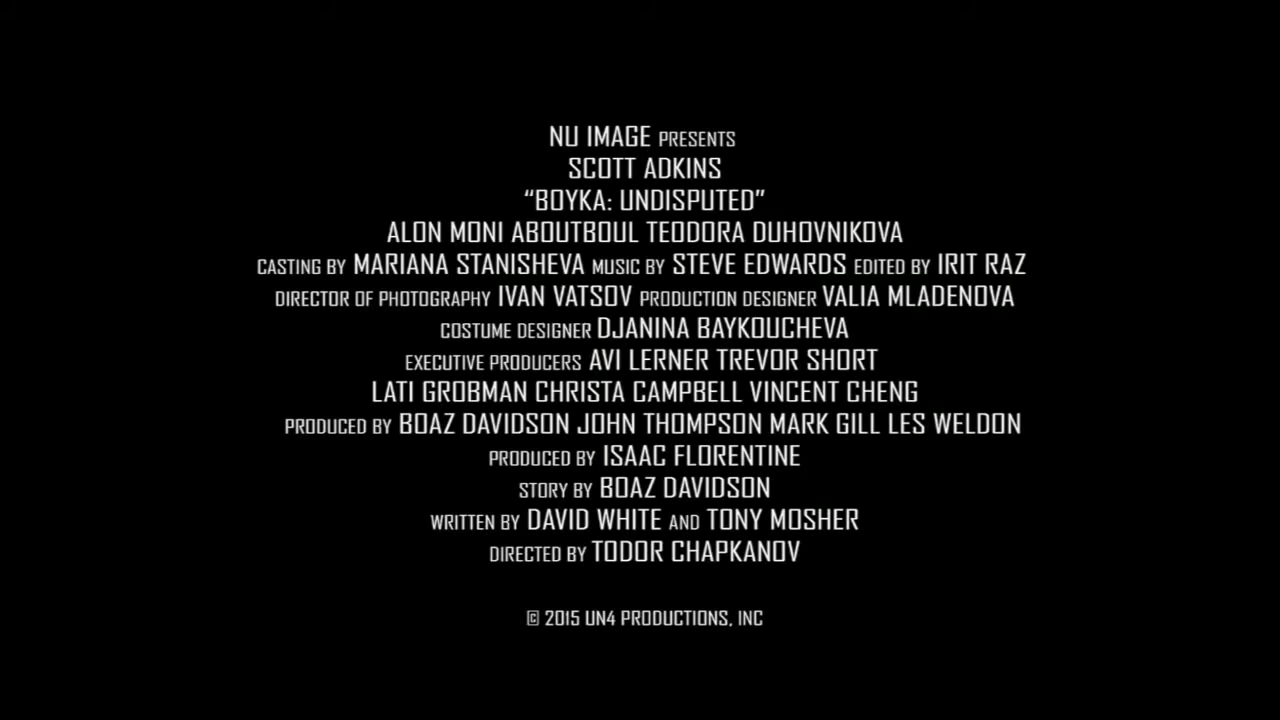 NU IMAGE PRESENTS
SCOTT ADKINS
“BOYKA: UNDISPUTED”
ALON MONI ABOUTBOUL TEODORA DUHOVNIKOVA
CASTING BY MARIANA STANISHEVA MUSIC BY STEVE EDWARDS EDITED BY IRIT RAZ
DIRECTOR OF PHOTOGRAPHY IVAN VATSOV PRODUCTION DESIGNER VALIA MLADENOVA
COSTUME DESIGNER DJANINA BAYKOUCHEVA
EXECUTIVE PRODUCERS AVI LERNER TREVOR SHORT
LATI GROBMAN CHRISTA CAMPBELL VINCENT CHENG
PRODUCED BY BOAZ DAVIDSON JOHN THOMPSON MARK GILL LES WELDON
PRODUCED BY ISAAC FLORENTINE
STORY BY BOAZ DAVIDSON
WRITTEN BY DAVID WHITE AND TONY MOSHER
DIRECTED BY TODOR CHAPKANOV
© 2015 UN4 PRODUCTIONS, INC